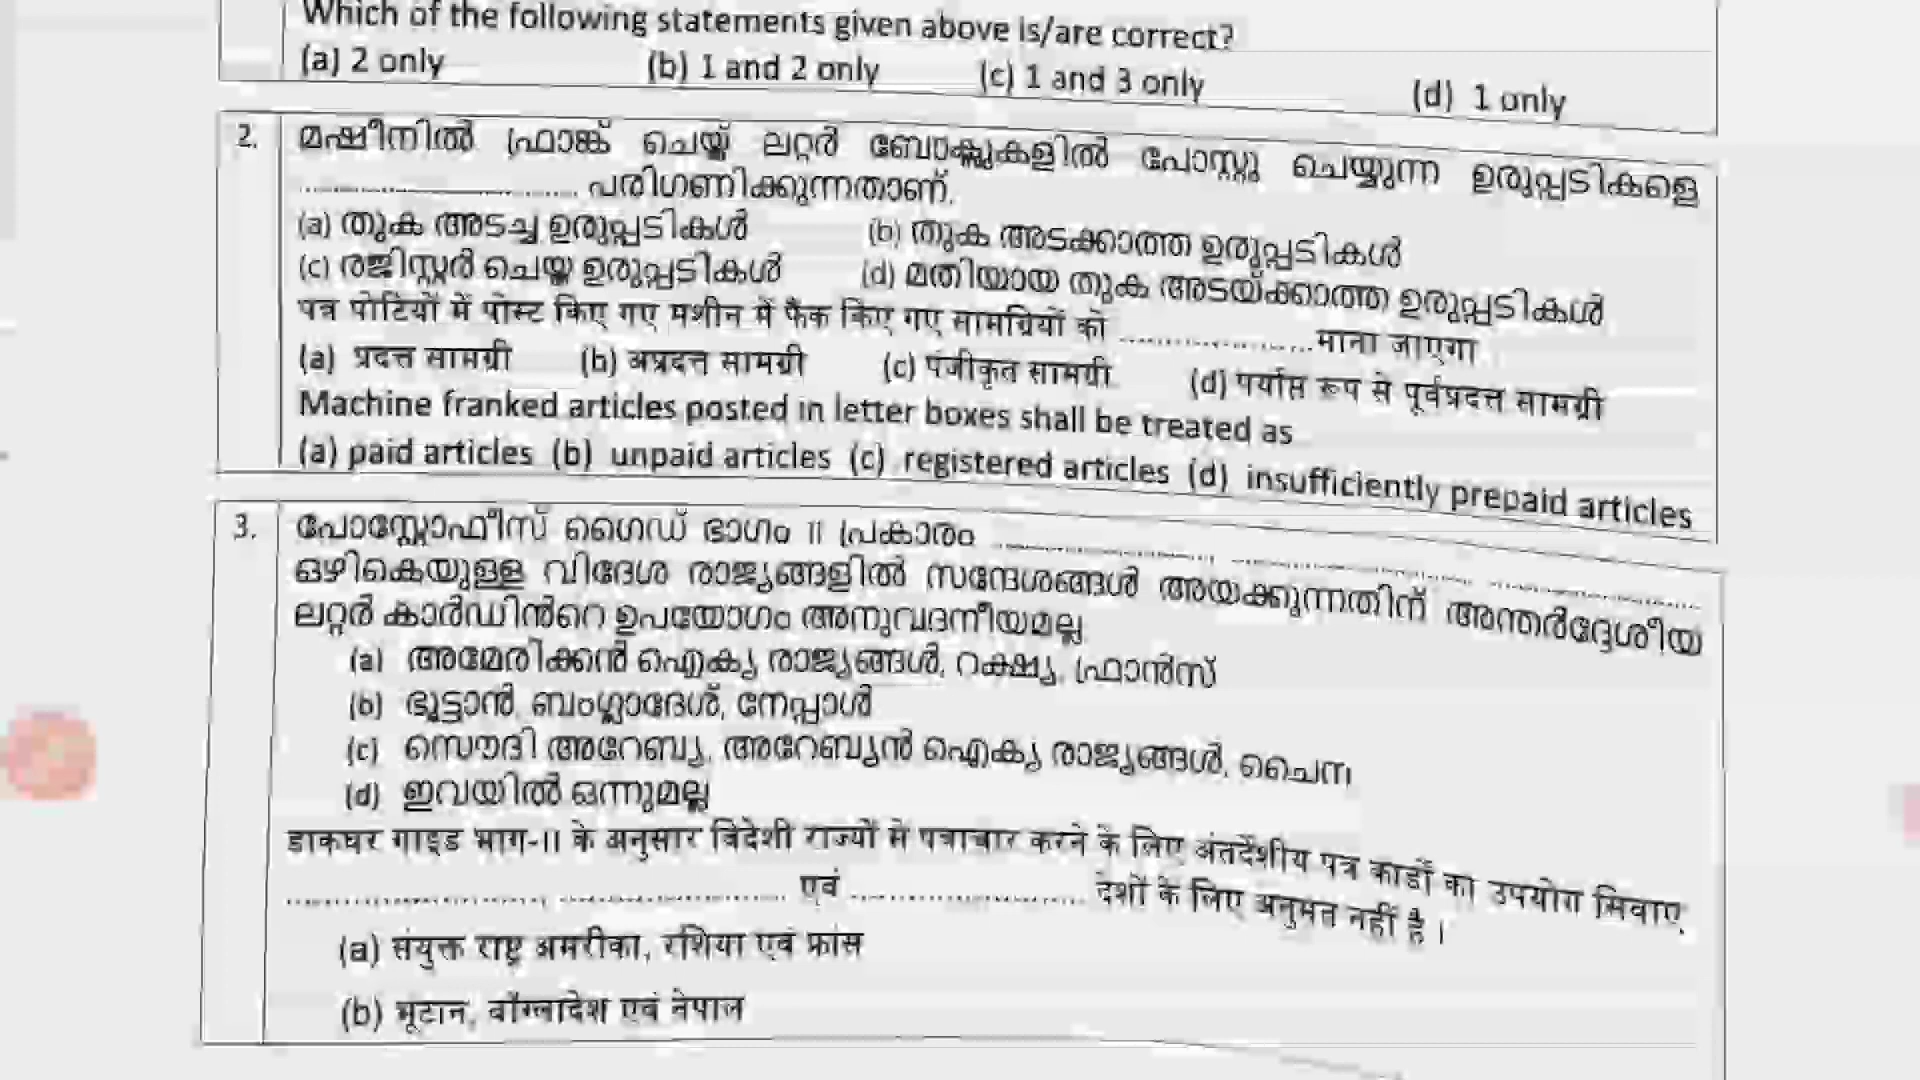 Which of the following statements given above is/are correct?
(a) 2 only (b) 1 and 2 only (c) 1 and 3 only (d) 1 only
2. മഷീനിൽ ഫ്രാങ്ക് ചെയ്ത് ലറ്റർ ബോക്സുകളിൽ പോസ്റ്റു ചെയ്യുന്ന ഉരുപ്പടികളെ
.............................. പരിഗണിക്കുന്നതാണ്.
(a) തുക അടച്ച ഉരുപ്പടികൾ (b) തുക അടക്കാത്ത ഉരുപ്പടികൾ
(c) രജിസ്റ്റർ ചെയ്ത ഉരുപ്പടികൾ (d) മതിയായ തുക അടയ്ക്കാത്ത ഉരുപ്പടികൾ
पत्र पेटियों में पोस्ट किए गए मशीन में फ्रैंक किए गए सामग्रियों को ..................... माना जाएगा
(a) प्रदत्त सामग्री (b) अप्रदत्त सामग्री (c) पंजीकृत सामग्री (d) पर्याप्त रूप से पूर्वप्रदत्त सामग्री
Machine franked articles posted in letter boxes shall be treated as
(a) paid articles (b) unpaid articles (c) registered articles (d) insufficiently prepaid articles
3. പോസ്റ്റോഫീസ് ഗൈഡ് ഭാഗം II പ്രകാരം ........................ ........................ ........................
ഒഴികെയുള്ള വിദേശ രാജ്യങ്ങളിൽ സന്ദേശങ്ങൾ അയക്കുന്നതിന് അന്തർദ്ദേശീയ
ലറ്റർ കാർഡിൻറെ ഉപയോഗം അനുവദനീയമല്ല
(a) അമേരിക്കൻ ഐക്യ രാജ്യങ്ങൾ, റക്ഷ്യ, ഫ്രാൻസ്
(b) ഭൂട്ടാൻ, ബംഗ്ലാദേശ്, നേപ്പാൾ
(c) സൌദി അറേബ്യ, അറേബ്യൻ ഐക്യ രാജ്യങ്ങൾ, ചൈന
(d) ഇവയിൽ ഒന്നുമല്ല
डाकघर गाइड भाग-II के अनुसार विदेशी राज्यों में पत्राचार करने के लिए अंतर्देशीय पत्र कार्डों का उपयोग सिवाए,
............................, ........................ एवं ........................ देशों के लिए अनुमत नहीं है।
(a) संयुक्त राष्ट्र अमरीका, रशिया एवं फ्रांस
(b) भूटान, बाँग्लादेश एवं नेपाल